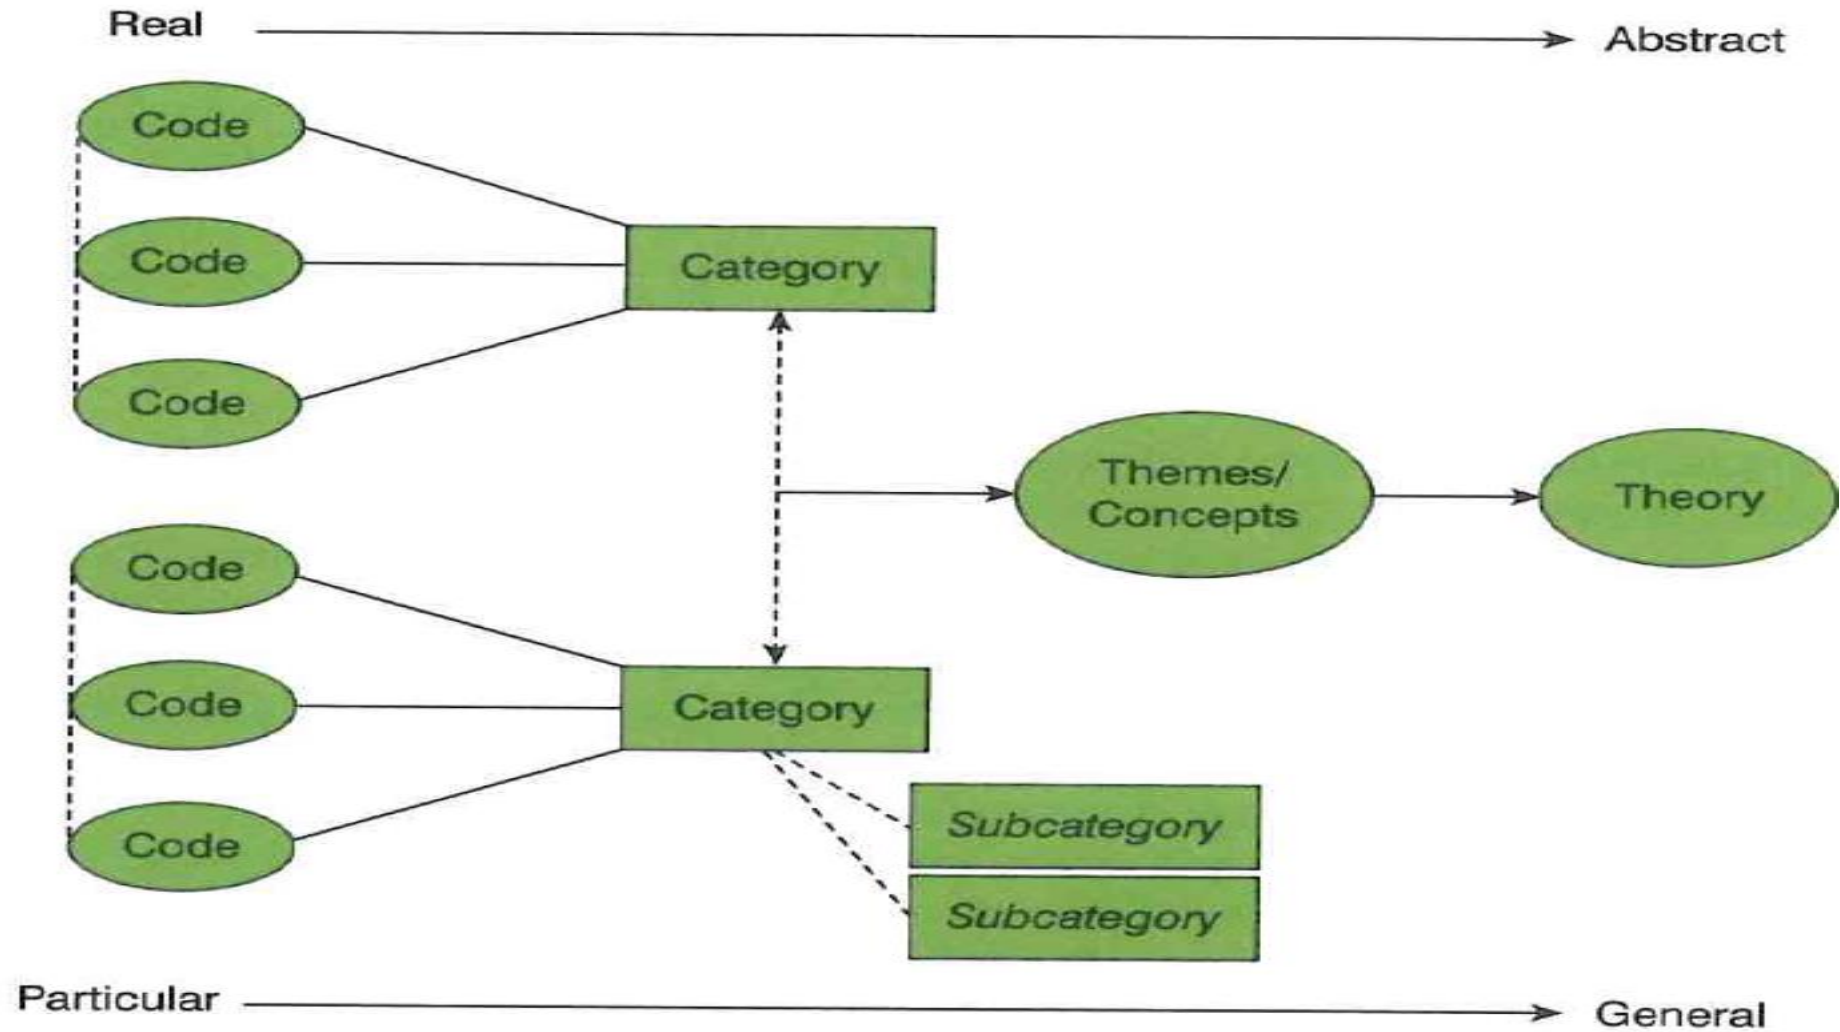 Real
Abstract
Code
Code
Category
Code
Themes/
Concepts
Theory
Code
Code
Category
Code
Subcategory
Subcategory
Particular
General